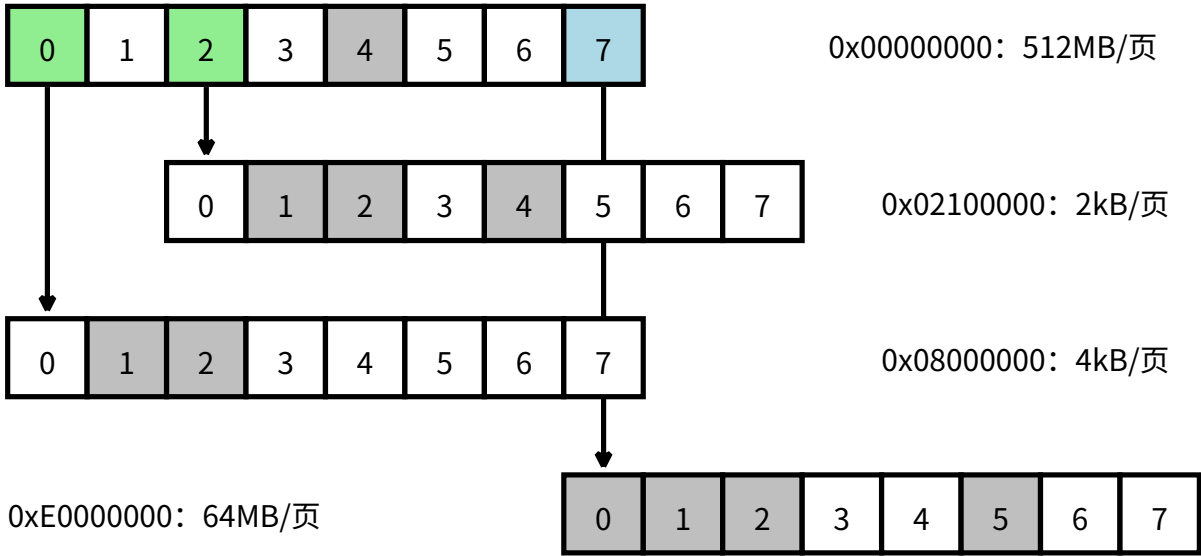 0 1 2 3 4 5 6 7 0x00000000：512MB/页
0 1 2 3 4 5 6 7 0x02100000：2kB/页
0 1 2 3 4 5 6 7 0x08000000：4kB/页
0xE0000000：64MB/页 0 1 2 3 4 5 6 7